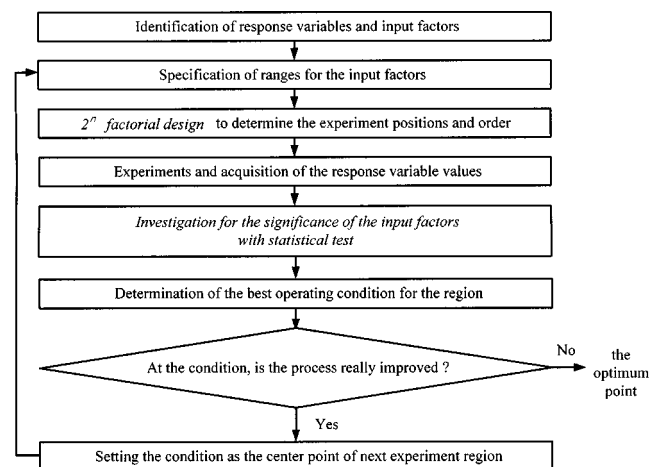 Identification of response variables and input factors
Specification of ranges for the input factors
2ⁿ factorial design to determine the experiment positions and order
Experiments and acquisition of the response variable values
Investigation for the significance of the input factors
with statistical test
Determination of the best operating condition for the region
At the condition, is the process really improved ?
No
the
optimum
point
Yes
Setting the condition as the center point of next experiment region